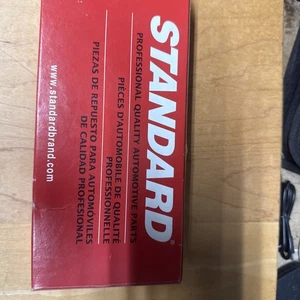 STANDARD®
PROFESSIONAL QUALITY AUTOMOTIVE PARTS
PIÈCES D'AUTOMOBILE DE QUALITÉ
PROFESSIONNELLE
PIEZAS DE REPUESTO PARA AUTOMÓVILES
DE CALIDAD PROFESIONAL
www.standardbrand.com